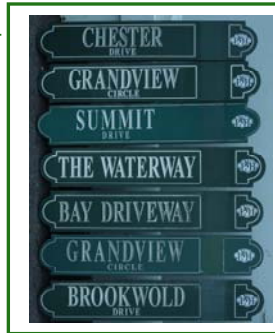 CHESTER
DRIVE
GRANDVIEW
CIRCLE
SUMMIT
DRIVE
THE WATERWAY
BAY DRIVEWAY
GRANDVIEW
CIRCLE
BROOKWOLD
DRIVE